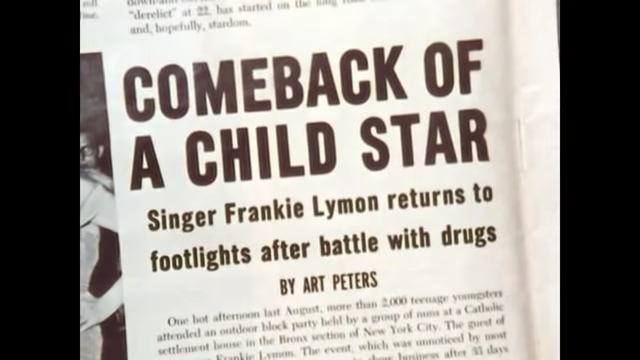 "derelict" at 22, has started on the long
and, hopefully, stardom.
COMEBACK OF
A CHILD STAR
Singer Frankie Lymon returns to
footlights after battle with drugs
BY ART PETERS
One hot afternoon last August, more than 2,000 teenage youngsters
attended an outdoor block party held by a group of nuns at a Catholic
settlement house in the Bronx section of New York City. The guest of
Frankie Lymon. The event, which was unnoticed by most
show business after 33 days